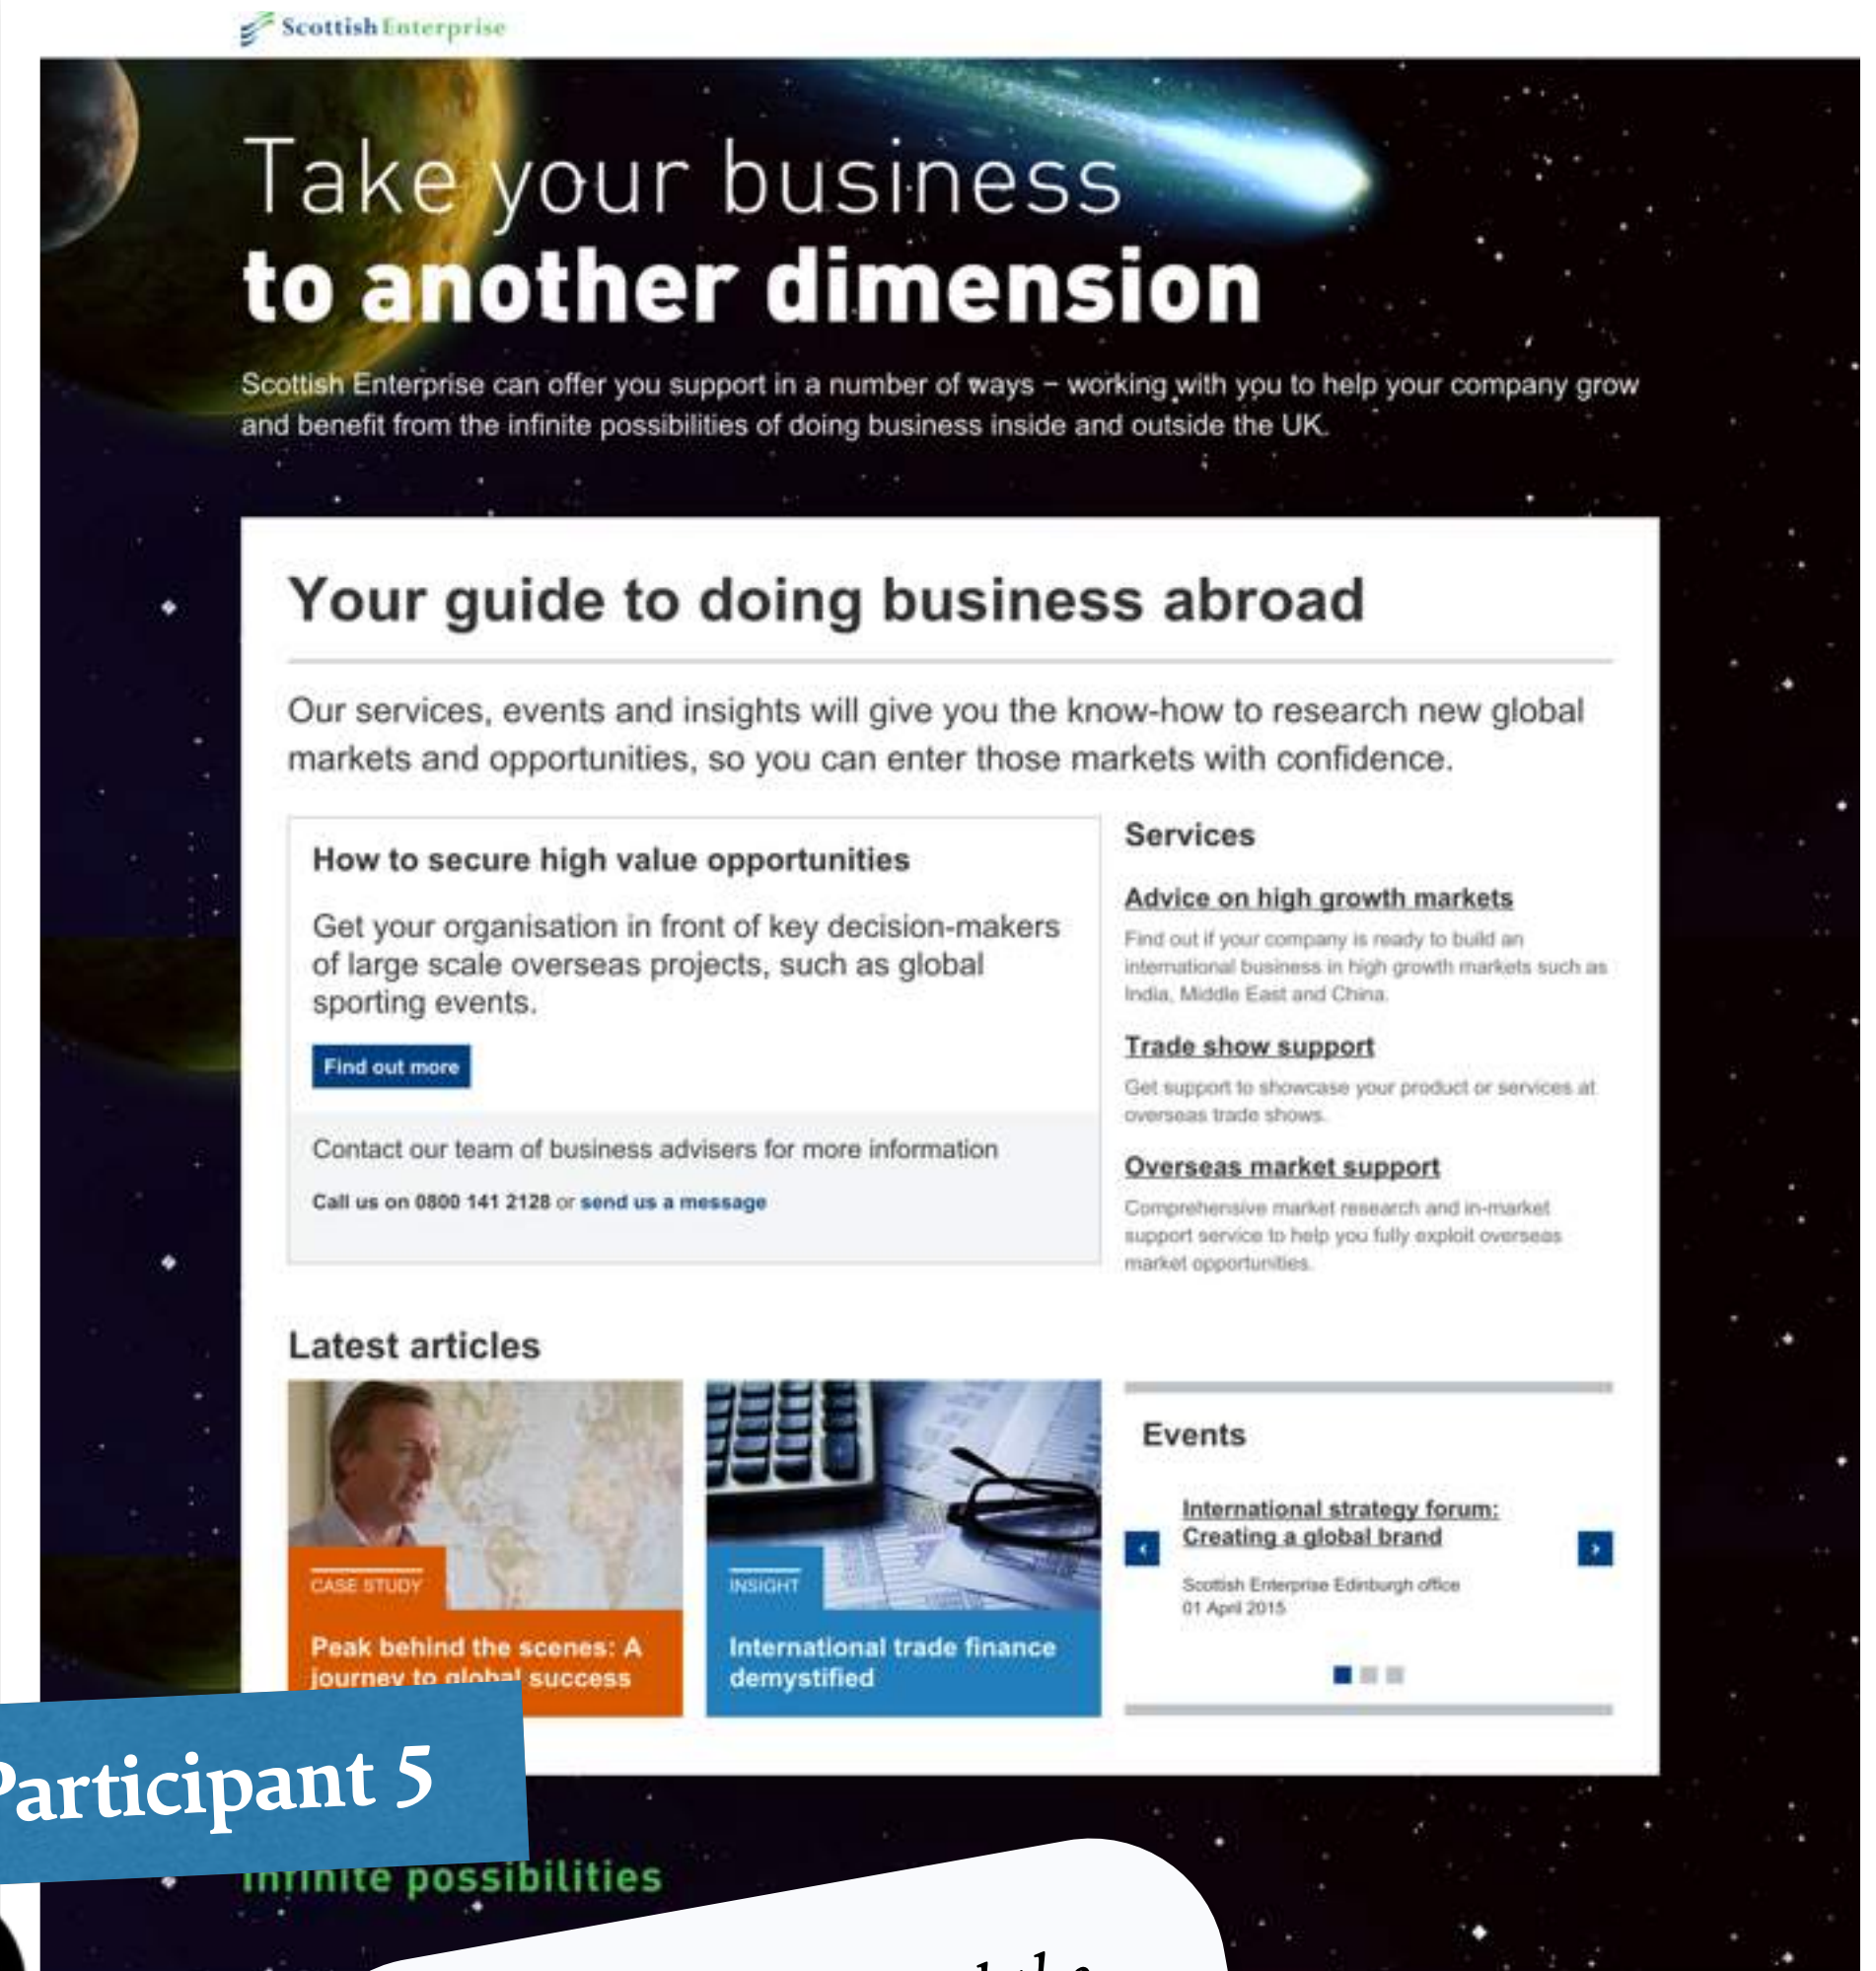 Scottish Enterprise
Take your business
to another dimension
Scottish Enterprise can offer you support in a number of ways – working with you to help your company grow
and benefit from the infinite possibilities of doing business inside and outside the UK.
Your guide to doing business abroad
Our services, events and insights will give you the know-how to research new global
markets and opportunities, so you can enter those markets with confidence.
How to secure high value opportunities
Get your organisation in front of key decision-makers
of large scale overseas projects, such as global
sporting events.
Find out more
Contact our team of business advisers for more information
Call us on 0800 141 2128 or send us a message
Services
Advice on high growth markets
Find out if your company is ready to build an
international business in high growth markets such as
India, Middle East and China.
Trade show support
Get support to showcase your product or services at
overseas trade shows.
Overseas market support
Comprehensive market research and in-market
support service to help you fully exploit overseas
market opportunities.
Latest articles
CASE STUDY
Peak behind the scenes: A
journey to global success
INSIGHT
International trade finance
demystified
Events
International strategy forum:
Creating a global brand
Scottish Enterprise Edinburgh office
01 April 2015
Participant 5
Infinite possibilities